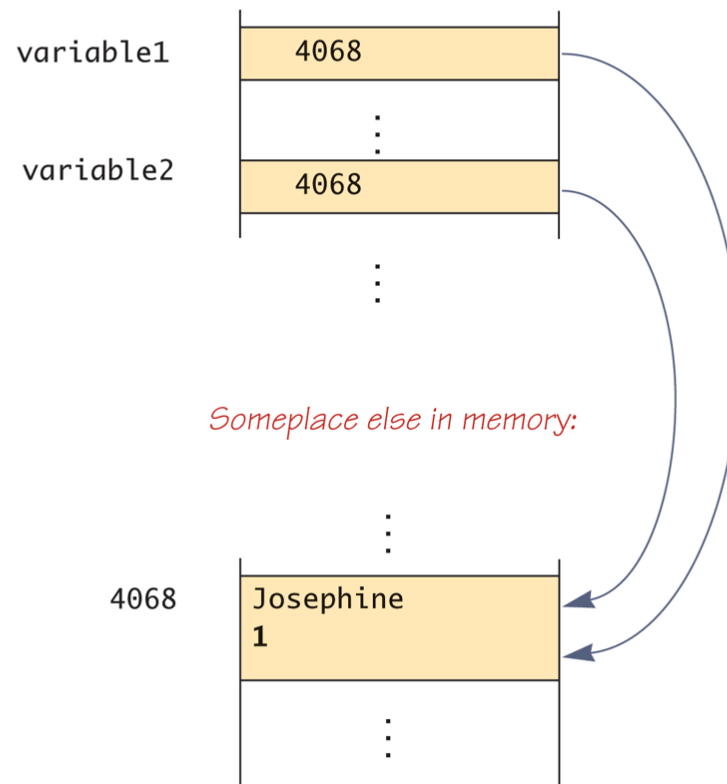 variable1
4068
variable2
4068
Someplace else in memory:
4068
Josephine
1